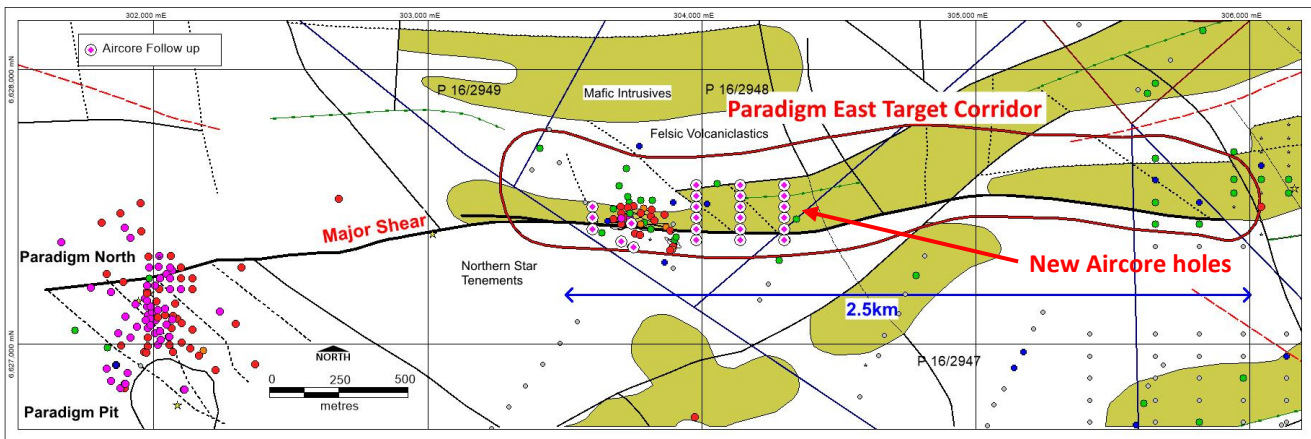 302,000 mE
303,000 mE
304,000 mE
305,000 mE
306,000 mE
Aircore Follow up
6,628,000 mN
P 16/2949
Mafic Intrusives
P 16/2948
Paradigm East Target Corridor
Felsic Volcaniclastics
Major Shear
Paradigm North
Northern Star
Tenements
New Aircore holes
2.5km
6,627,000 mN
NORTH
P 16/2947
0 250 500
metres
Paradigm Pit